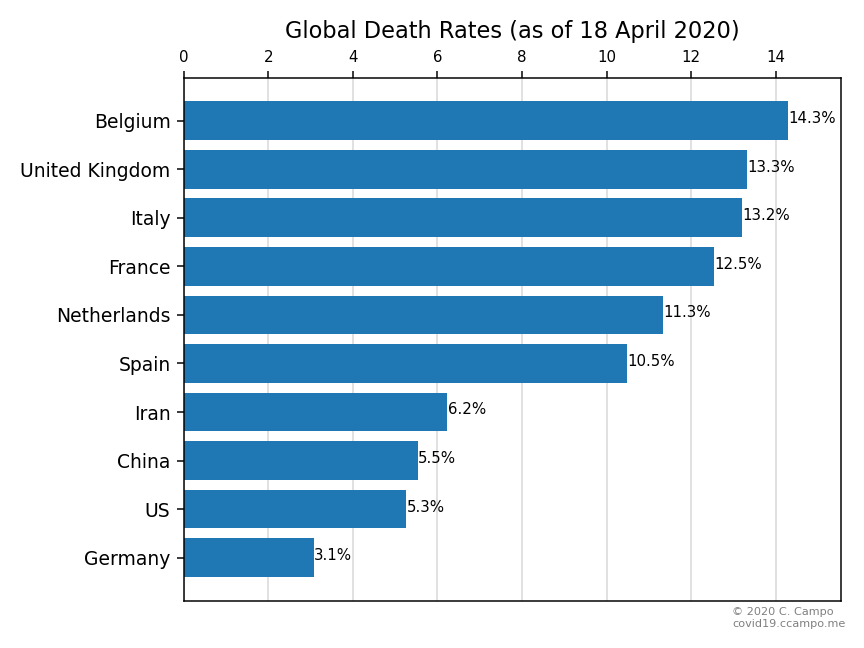 Global Death Rates (as of 18 April 2020)
0 2 4 6 8 10 12 14
Belgium 14.3%
United Kingdom 13.3%
Italy 13.2%
France 12.5%
Netherlands 11.3%
Spain 10.5%
Iran 6.2%
China 5.5%
US 5.3%
Germany 3.1%
© 2020 C. Campo
covid19.ccampo.me